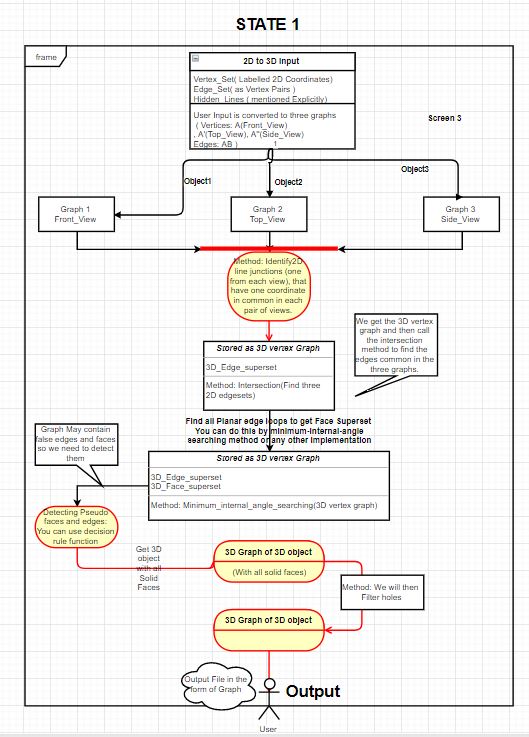 STATE 1
frame
2D to 3D Input
Vertex_Set( Labelled 2D Coordinates)
Edge_Set( as Vertex Pairs )
Hidden_Lines ( mentioned Explicitly)
User Input is converted to three graphs
( Vertices: A(Front_View)
, A'(Top_View), A"(Side_View)
Edges: AB )
1
Screen 3
Object1
Object2
Object3
Graph 1
Front_View
Graph 2
Top_View
Graph 3
Side_View
Method: Identify2D
line junctions (one
from each view), that
have one coordinate
in common in each
pair of views.
We get the 3D vertex
graph and then call
the intersection
method to find the
edges common in the
three graphs.
Stored as 3D vertex Graph
3D_Edge_superset
Method: Intersection(Find three
2D edgesets)
Find all Planar edge loops to get Face Superset
You can do this by minimum-internal-angle
searching method or any other implementation
Graph May contain
false edges and faces
so we need to detect
them
Stored as 3D vertex Graph
3D_Edge_superset
3D_Face_superset
Method: Minimum_internal_angle_searching(3D vertex graph)
Detecting Pseudo
faces and edges:
You can use decision
rule function
Get 3D
object
with all
Solid
Faces
3D Graph of 3D object
(With all solid faces)
Method: We will then
Filter holes
3D Graph of 3D object
Output File in the
form of Graph
Output
User